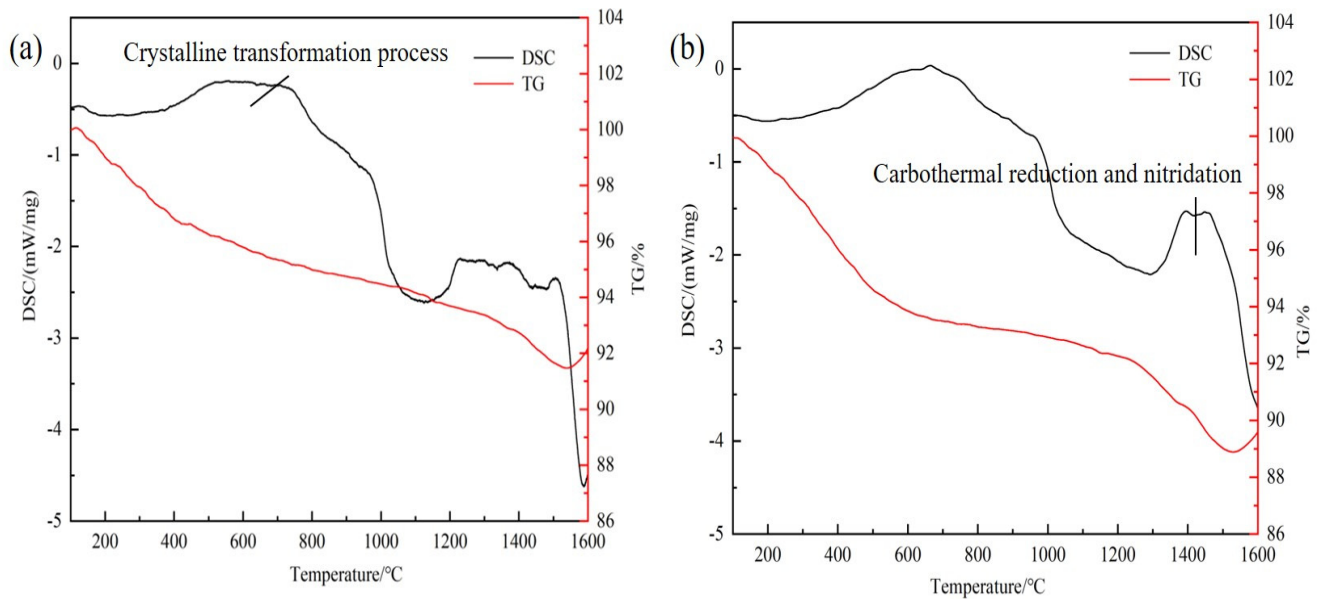 (a)
Crystalline transformation process
DSC
TG
0
-1
-2
-3
-4
-5
DSC/(mW/mg)
104
102
100
98
96
94
92
90
88
86
TG/%
200 400 600 800 1000 1200 1400 1600
Temperature/°C
(b)
DSC
TG
Carbothermal reduction and nitridation
0
-1
-2
-3
-4
-5
DSC/(mW/mg)
104
102
100
98
96
94
92
90
88
86
TG/%
200 400 600 800 1000 1200 1400 1600
Temperature/°C